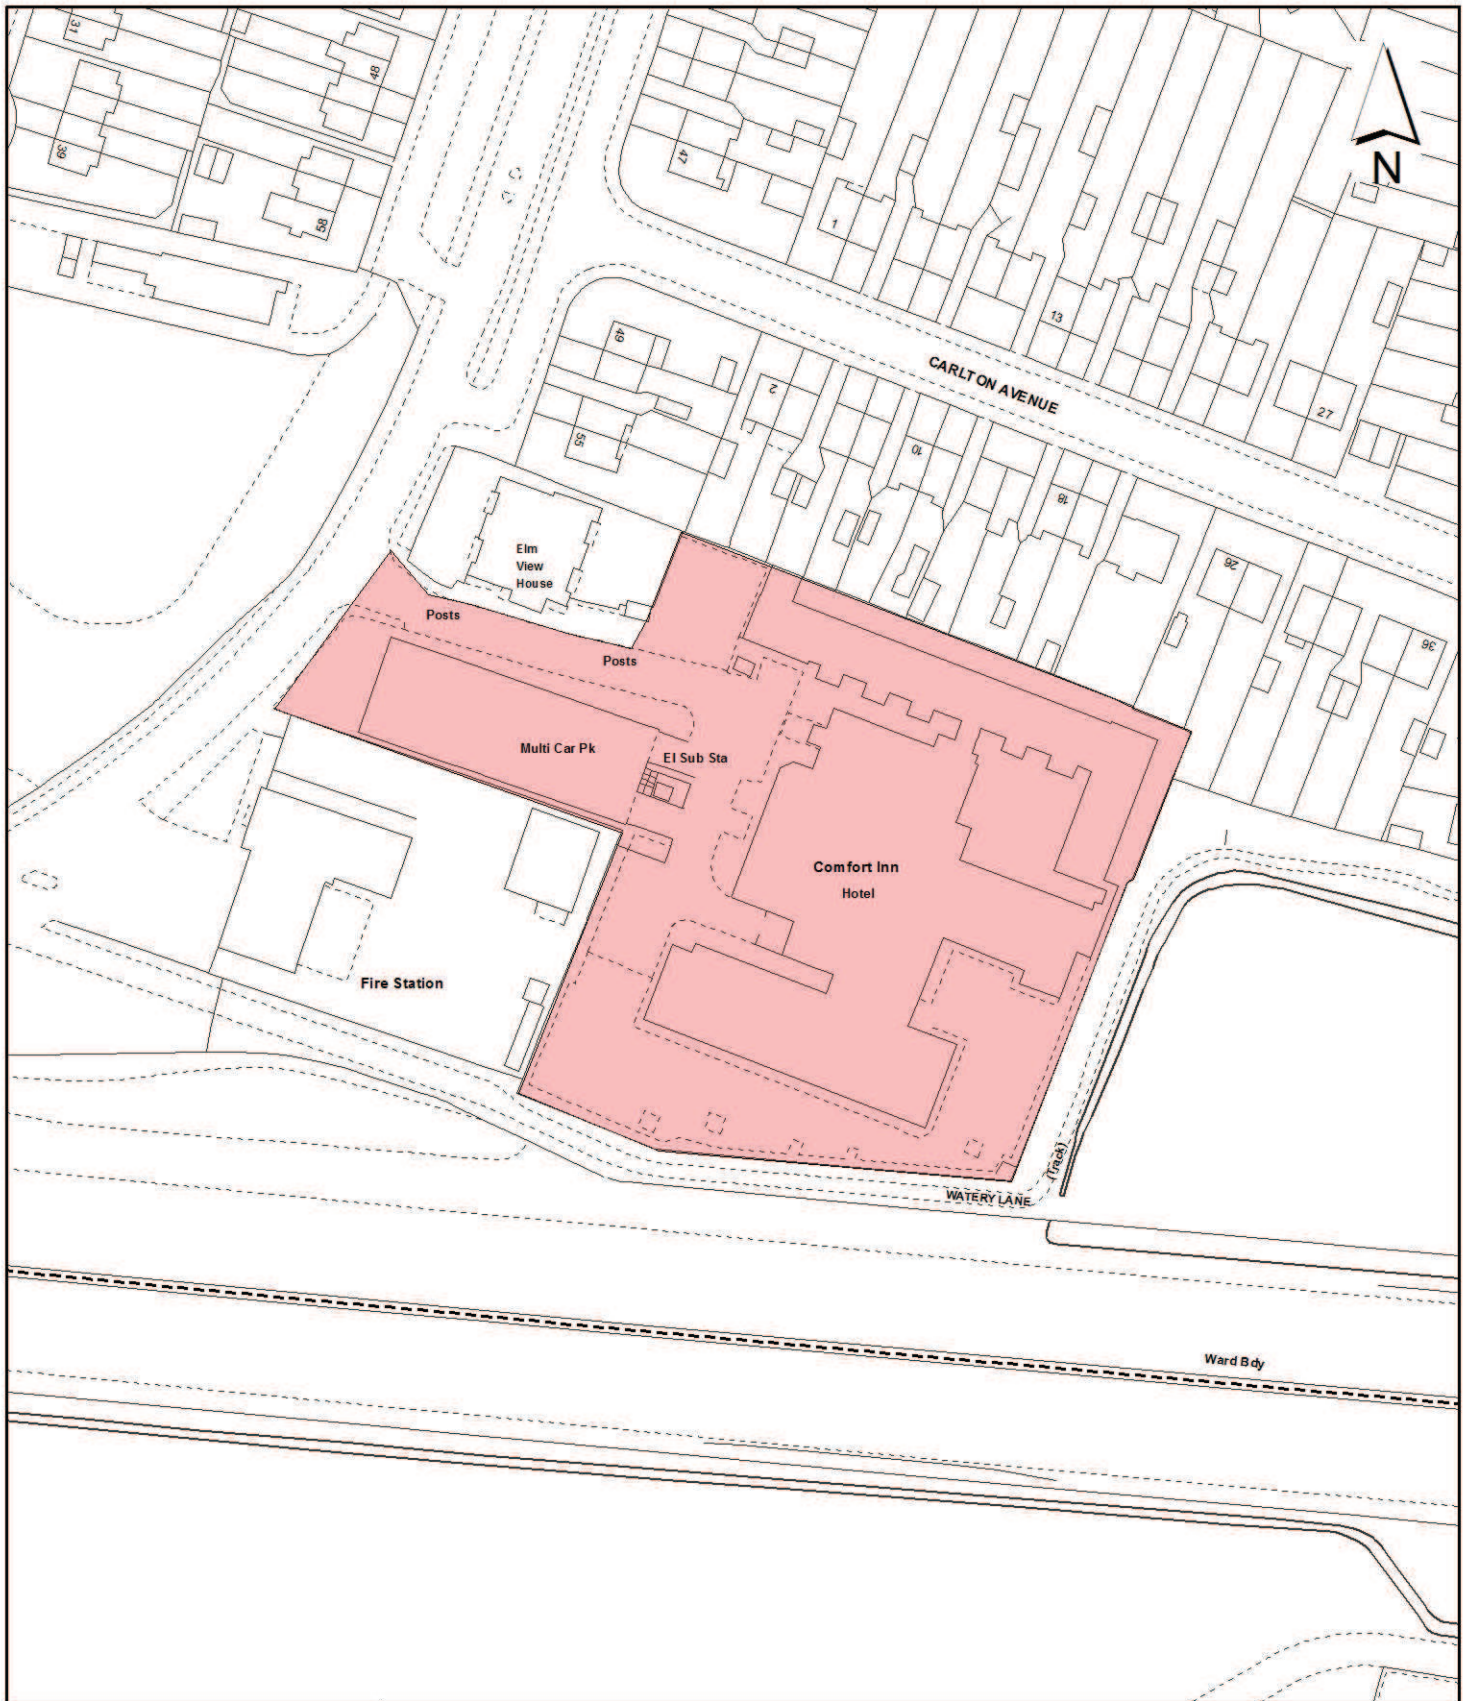 31
48
39
58
47
1
N
13
CARLTON AVENUE
27
49
2
55
10
18
26
36
Elm
View
House
Posts
Posts
Multi Car Pk
El Sub Sta
Comfort Inn
Hotel
Fire Station
(Track)
WATERY LANE
Ward Bdy